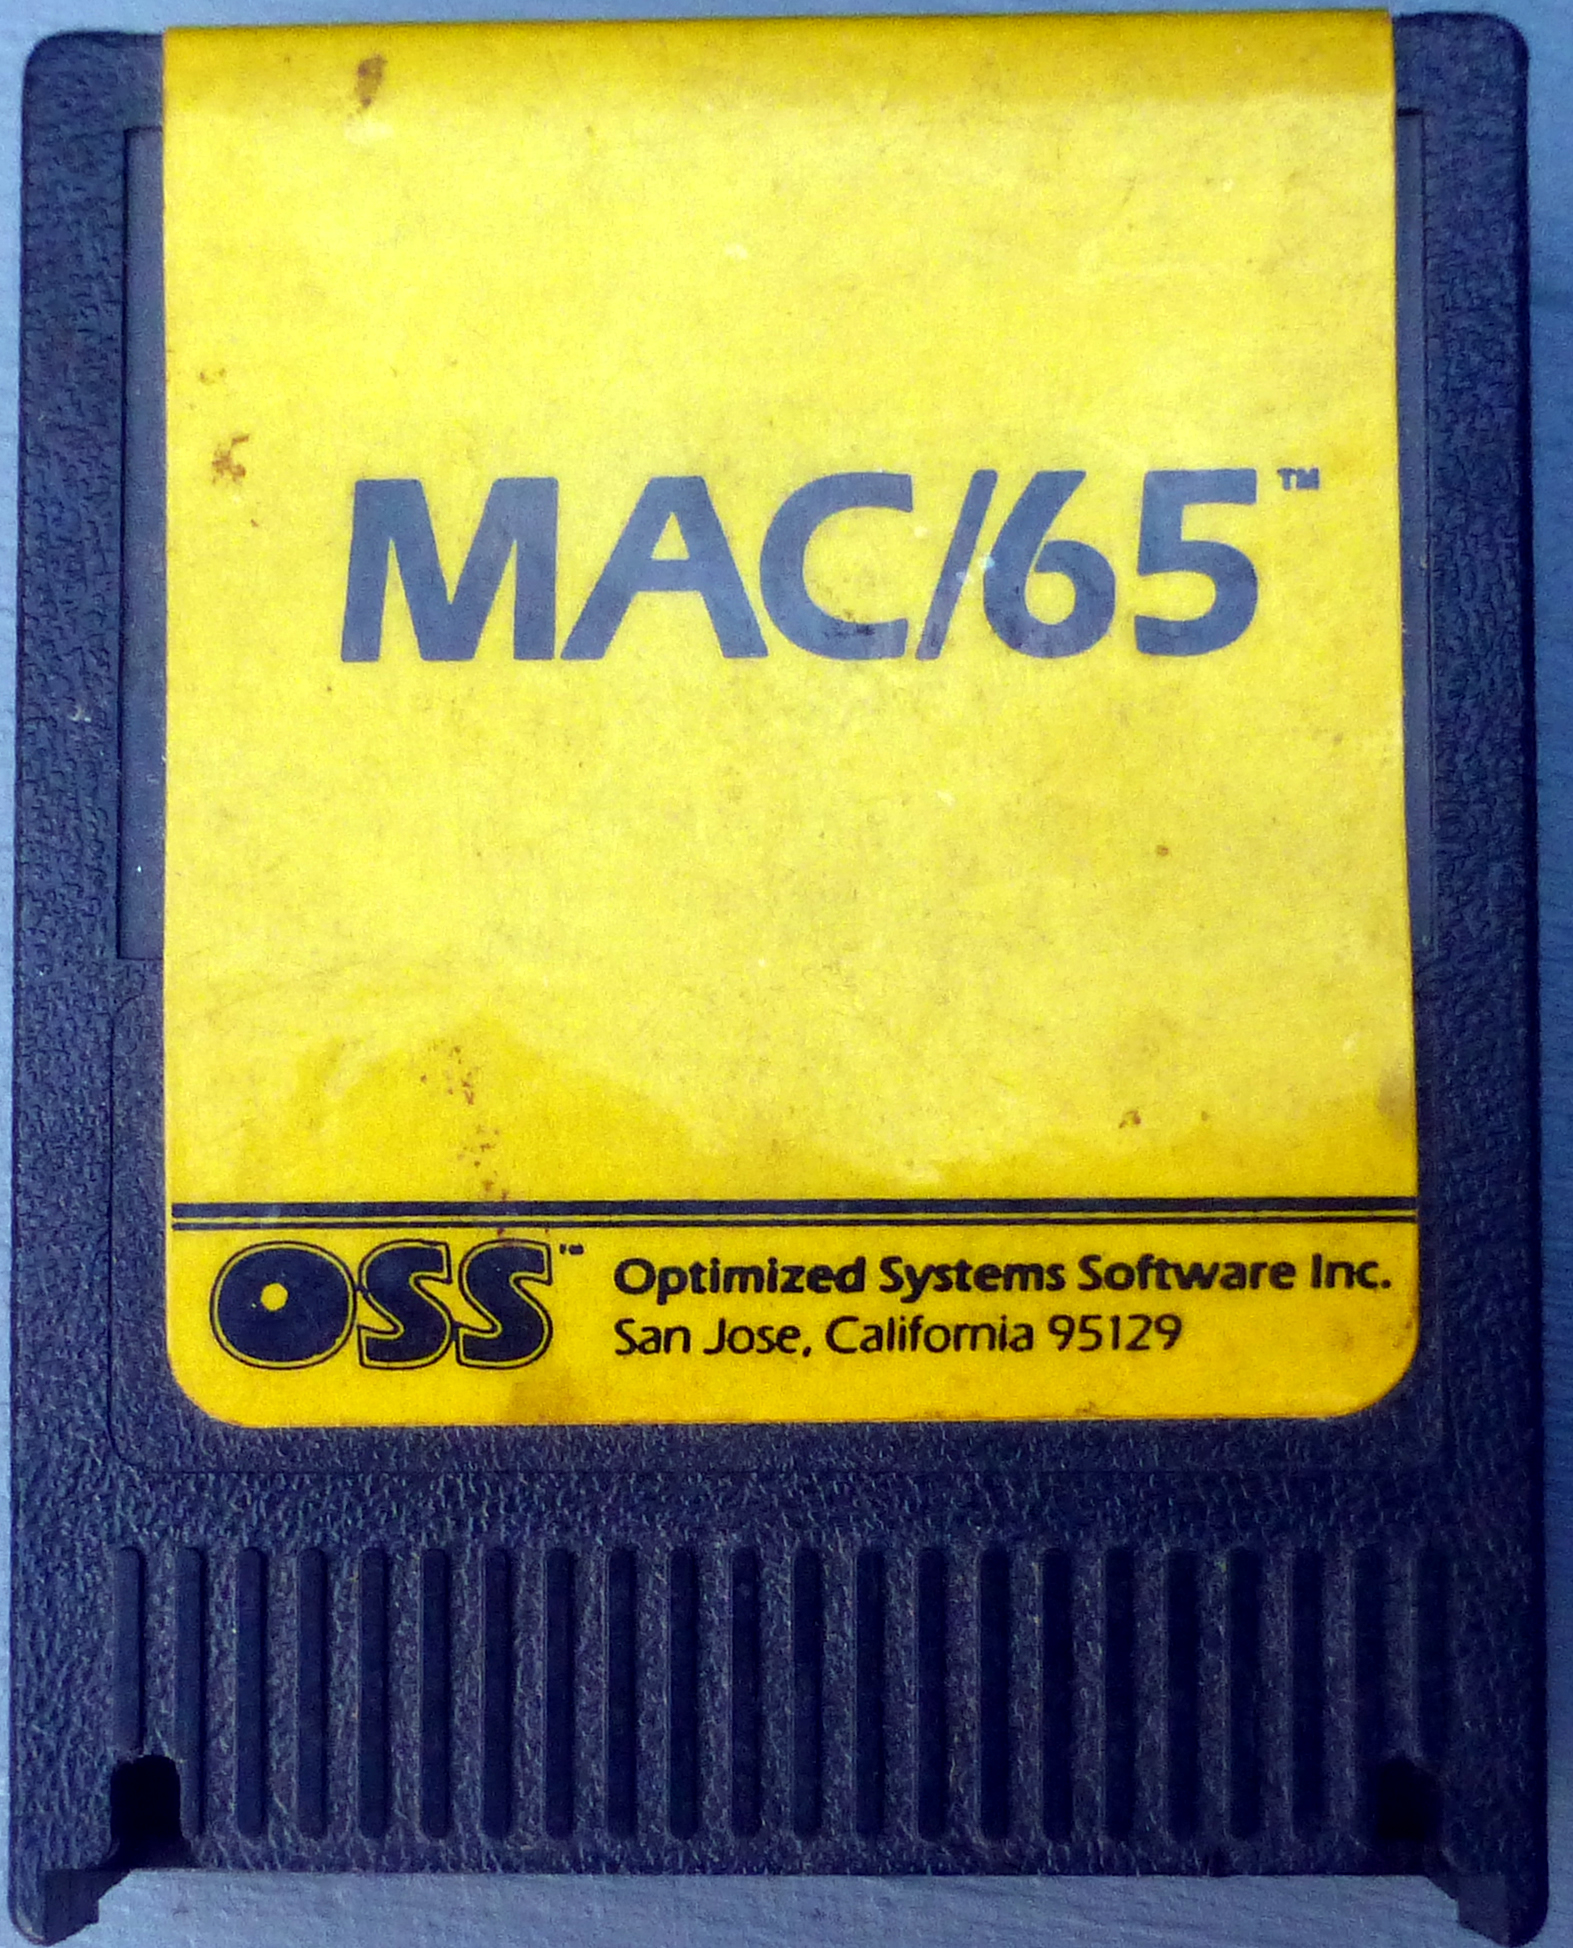 MAC/65™
OSS™
Optimized Systems Software Inc.
San Jose, California 95129